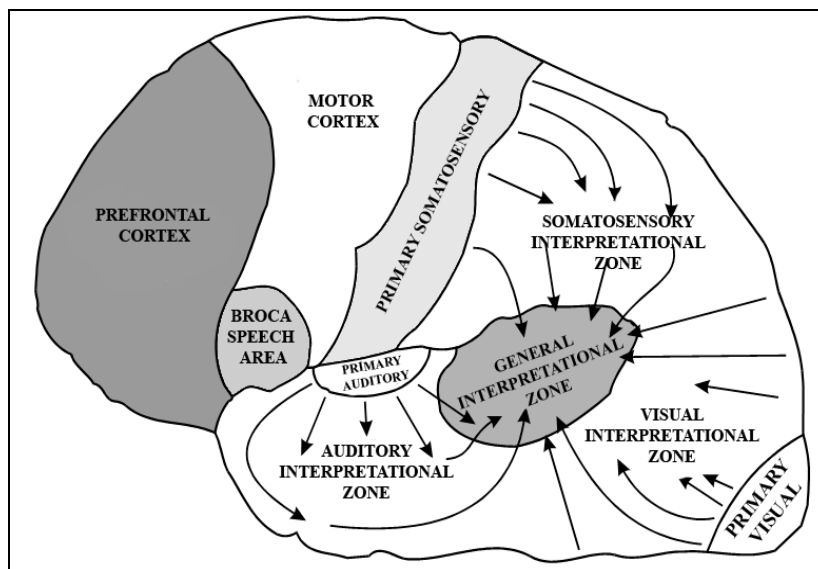 MOTOR
CORTEX
PREFRONTAL
CORTEX
BROCA
SPEECH
AREA
PRIMARY SOMATOSENSORY
SOMATOSENSORY
INTERPRETATIONAL
ZONE
PRIMARY
AUDITORY
GENERAL
INTERPRETATIONAL
ZONE
AUDITORY
INTERPRETATIONAL
ZONE
VISUAL
INTERPRETATIONAL
ZONE
PRIMARY
VISUAL